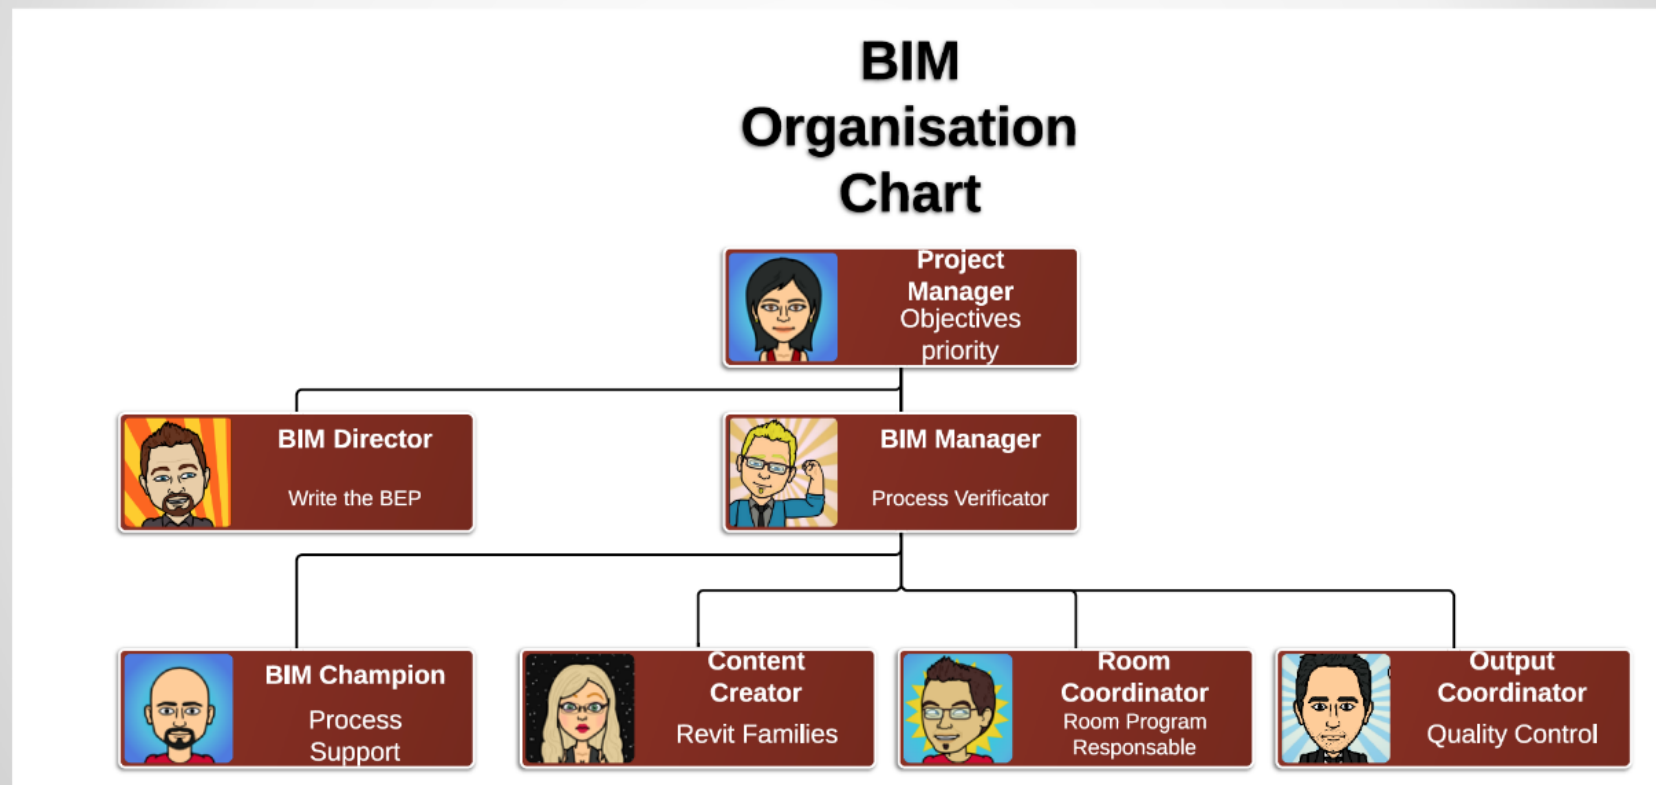 BIM
Organisation
Chart
Project
Manager
Objectives
priority
BIM Director
Write the BEP
BIM Manager
Process Verificator
BIM Champion
Process
Support
Content
Creator
Revit Families
Room
Coordinator
Room Program
Responsable
Output
Coordinator
Quality Control